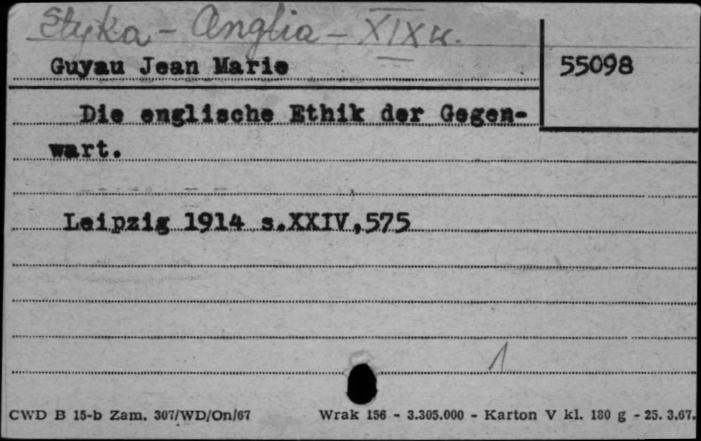 Etyka - Anglia - XIX w.
Guyau Jean Marie
55098
Die englische Ethik der Gegen-
wart.
Leipzig 1914 s.XXIV,575
1
CWD B 15-b Zam. 307/WD/On/67 Wrak 156 - 3.305.000 - Karton V kl. 180 g - 25. 3.67.